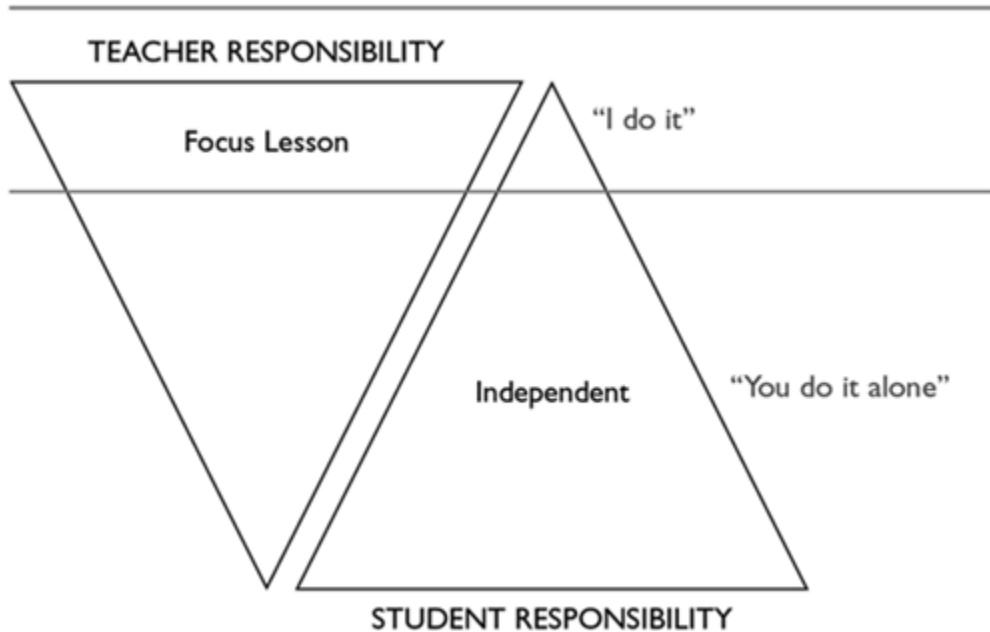 TEACHER RESPONSIBILITY
Focus Lesson
“I do it”
Independent
“You do it alone”
STUDENT RESPONSIBILITY